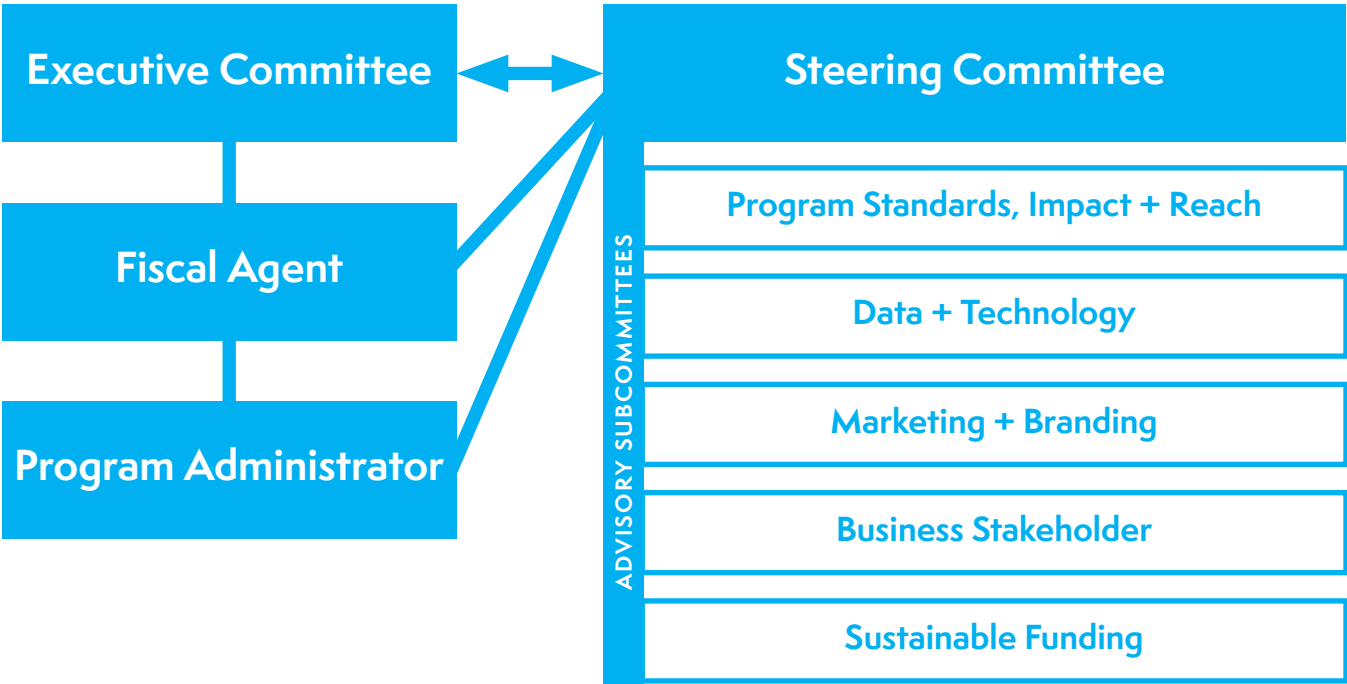 Executive Committee
Steering Committee
Fiscal Agent
Program Administrator
ADVISORY SUBCOMMITTEES
Program Standards, Impact + Reach
Data + Technology
Marketing + Branding
Business Stakeholder
Sustainable Funding